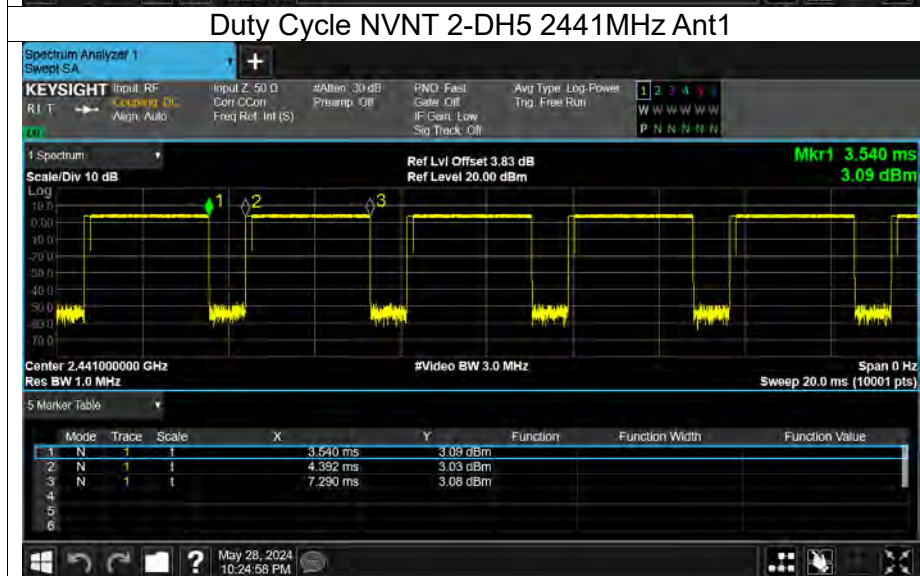 Duty Cycle NVNT 2-DH5 2441MHz Ant1
Spectrum Analyzer 1
Swept SA
+
KEYSIGHT Input: RF Input Z: 50 Ω #Atten: 30 dB PNO: Fast Avg Type: Log-Power 1 2 3 4 5 6
R L T Coupling: DC Corr CCorr Preamp: Off Gate: Off Trig: Free Run W W W W W W
Align: Auto Freq Ref: Int (S) IF Gain: Low
Sig Track: Off P N N N N N
1 Spectrum Ref Lvl Offset 3.83 dB Mkr1 3.540 ms
Scale/Div 10 dB Ref Level 20.00 dBm 3.09 dBm
Log
10.0 1 2 3
0.00
-10.0
-20.0
-30.0
-40.0
-50.0
-60.0
-70.0
Center 2.441000000 GHz #Video BW 3.0 MHz Span 0 Hz
Res BW 1.0 MHz Sweep 20.0 ms (10001 pts)
5 Marker Table
Mode Trace Scale X Y Function Function Width Function Value
1 N 1 t 3.540 ms 3.09 dBm
2 N 1 t 4.392 ms 3.03 dBm
3 N 1 t 7.290 ms 3.08 dBm
4
5
6
? May 28, 2024
10:24:58 PM